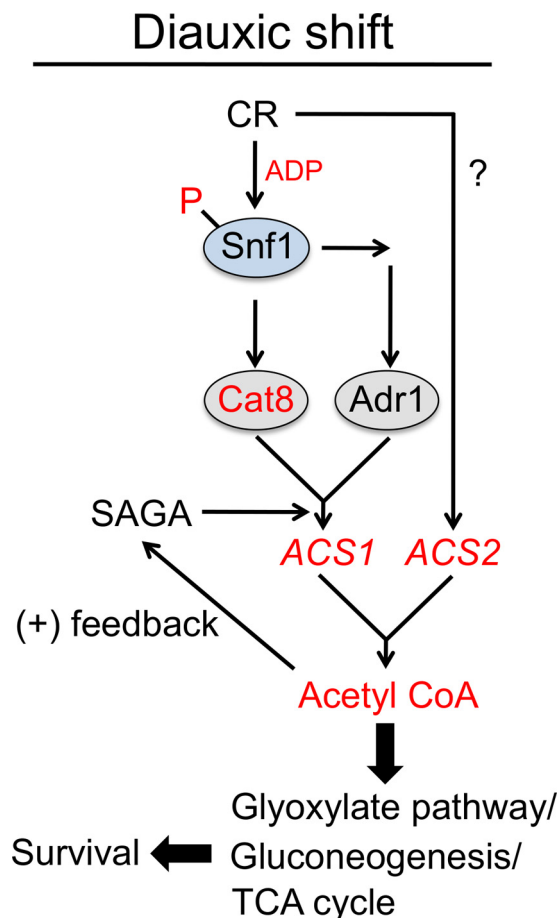 Diauxic shift
CR
ADP
?
P
Snf1
Cat8
Adr1
SAGA
ACS1
ACS2
(+) feedback
Acetyl CoA
Glyoxylate pathway/
Survival
Gluconeogenesis/
TCA cycle